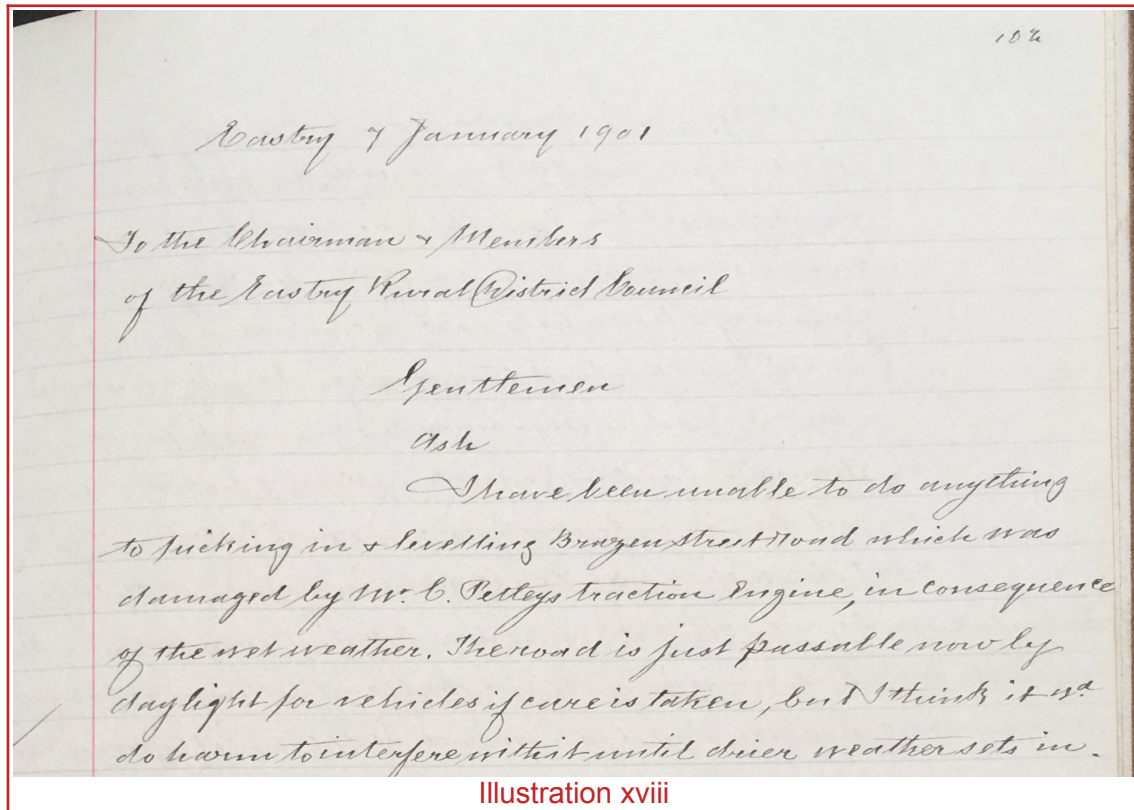 102
Eastry 7 January 1901
To the Chairman & Members
of the Eastry Rural District Council
Gentlemen
Ash
I have been unable to do anything
to picking in & levelling Brazen Street Road which was
damaged by Mr. C. Petleys traction Engine, in consequence
of the wet weather. The road is just passable now by
daylight for vehicles if care is taken, but I think it wd
do harm to interfere with it until drier weather sets in.
Illustration xviii